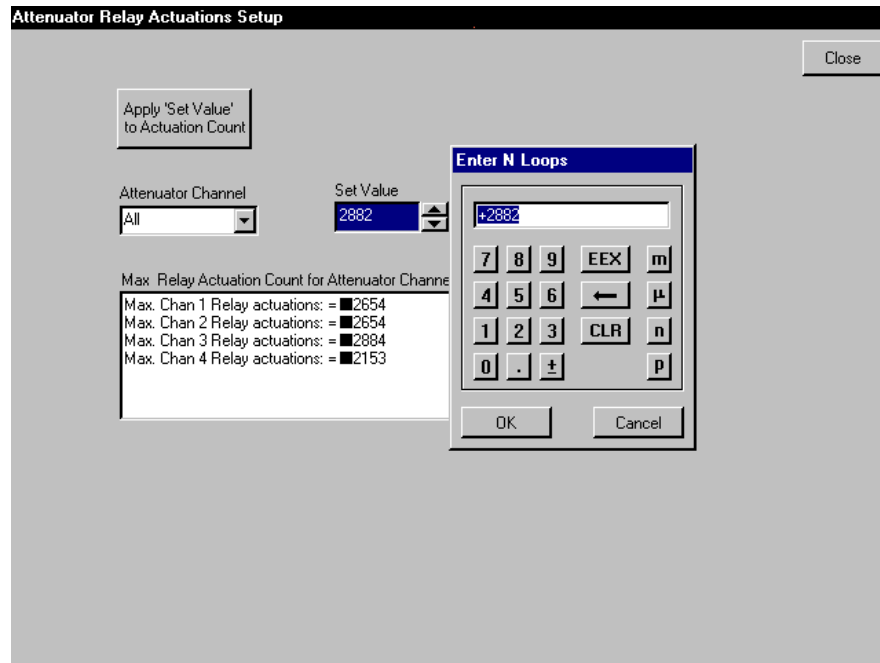 Attenuator Relay Actuations Setup
Close
Apply 'Set Value'
to Actuation Count
Attenuator Channel
All
Set Value
2882
Max Relay Actuation Count for Attenuator Channe
Max. Chan 1 Relay actuations: = ■2654
Max. Chan 2 Relay actuations: = ■2654
Max. Chan 3 Relay actuations: = ■2884
Max. Chan 4 Relay actuations: = ■2153
Enter N Loops
+2882
7 8 9 EEX m
4 5 6 ← µ
1 2 3 CLR n
0 . ± p
OK Cancel